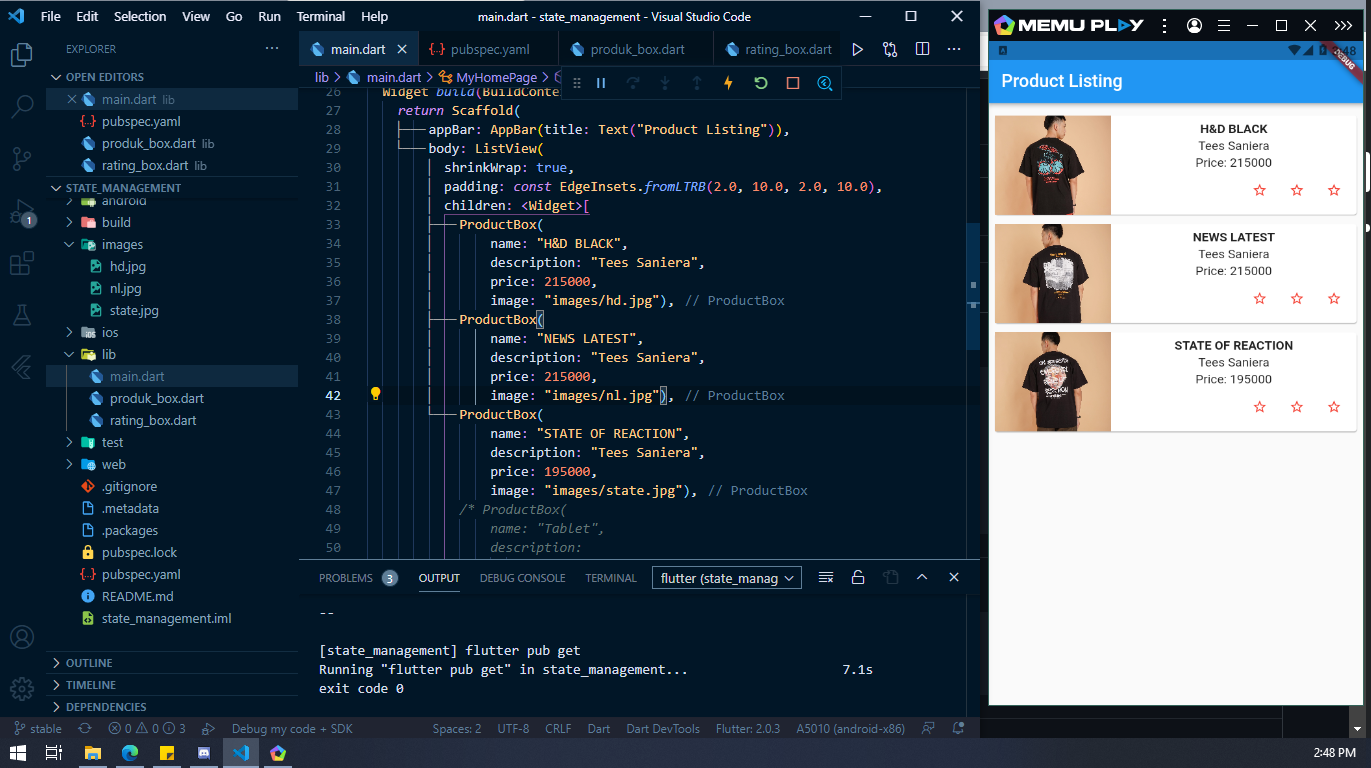 File Edit Selection View Go Run Terminal Help
main.dart - state_management - Visual Studio Code
EXPLORER
OPEN EDITORS
main.dart lib
pubspec.yaml
produk_box.dart lib
rating_box.dart lib
STATE_MANAGEMENT
android
build
images
hd.jpg
nl.jpg
state.jpg
ios
lib
main.dart
produk_box.dart
rating_box.dart
test
web
.gitignore
.metadata
.packages
pubspec.lock
pubspec.yaml
README.md
state_management.iml
OUTLINE
TIMELINE
DEPENDENCIES
1
main.dart pubspec.yaml produk_box.dart rating_box.dart
lib > main.dart > MyHomePage >
26 Widget build(BuildConte
27 return Scaffold(
28 appBar: AppBar(title: Text("Product Listing")),
29 body: ListView(
30 shrinkWrap: true,
31 padding: const EdgeInsets.fromLTRB(2.0, 10.0, 2.0, 10.0),
32 children: <Widget>[
33 ProductBox(
34 name: "H&D BLACK",
35 description: "Tees Saniera",
36 price: 215000,
37 image: "images/hd.jpg"), // ProductBox
38 ProductBox(
39 name: "NEWS LATEST",
40 description: "Tees Saniera",
41 price: 215000,
42 image: "images/nl.jpg"), // ProductBox
43 ProductBox(
44 name: "STATE OF REACTION",
45 description: "Tees Saniera",
46 price: 195000,
47 image: "images/state.jpg"), // ProductBox
48 /* ProductBox(
49 name: "Tablet",
50 description:
PROBLEMS 3 OUTPUT DEBUG CONSOLE TERMINAL flutter (state_manag
--
[state_management] flutter pub get
Running "flutter pub get" in state_management... 7.1s
exit code 0
stable 0 0 3 Debug my code + SDK Spaces: 2 UTF-8 CRLF Dart Dart DevTools Flutter: 2.0.3 A5010 (android-x86)
2:48 PM
MEMU PLAY
DEBUG
Product Listing
H&D BLACK
Tees Saniera
Price: 215000
NEWS LATEST
Tees Saniera
Price: 215000
STATE OF REACTION
Tees Saniera
Price: 195000